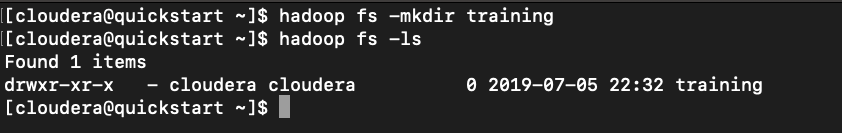 [cloudera@quickstart ~]$ hadoop fs -mkdir training
[cloudera@quickstart ~]$ hadoop fs -ls
Found 1 items
drwxr-xr-x   - cloudera cloudera          0 2019-07-05 22:32 training
[cloudera@quickstart ~]$